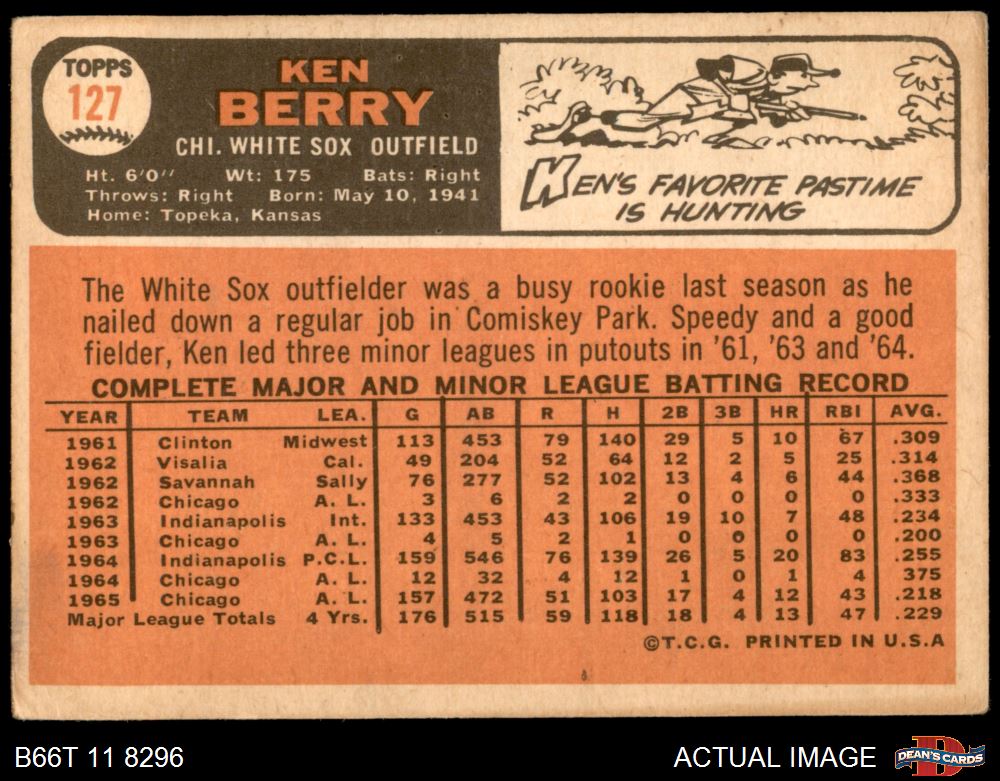 TOPPS
127
KEN
BERRY
CHI. WHITE SOX OUTFIELD
Ht. 6'0" Wt: 175 Bats: Right
Throws: Right Born: May 10, 1941
Home: Topeka, Kansas
KEN'S FAVORITE PASTIME
IS HUNTING
The White Sox outfielder was a busy rookie last season as he
nailed down a regular job in Comiskey Park. Speedy and a good
fielder, Ken led three minor leagues in putouts in '61, '63 and '64.
COMPLETE MAJOR AND MINOR LEAGUE BATTING RECORD
YEAR TEAM LEA. G AB R H 2B 3B HR RBI AVG.
1961 Clinton Midwest 113 453 79 140 29 5 10 67 .309
1962 Visalia Cal. 49 204 52 64 12 2 5 25 .314
1962 Savannah Sally 76 277 52 102 13 4 6 44 .368
1962 Chicago A. L. 3 6 2 2 0 0 0 0 .333
1963 Indianapolis Int. 133 453 43 106 19 10 7 48 .234
1963 Chicago A. L. 4 5 2 1 0 0 0 0 .200
1964 Indianapolis P.C.L. 159 546 76 139 26 5 20 83 .255
1964 Chicago A. L. 12 32 4 12 1 0 1 4 375
1965 Chicago A. L. 157 472 51 103 17 4 12 43 .218
Major League Totals 4 Yrs. 176 515 59 118 18 4 13 47 .229
©T.C.G. PRINTED IN U.S.A
B66T 11 8296
ACTUAL IMAGE
DEAN'S CARDS